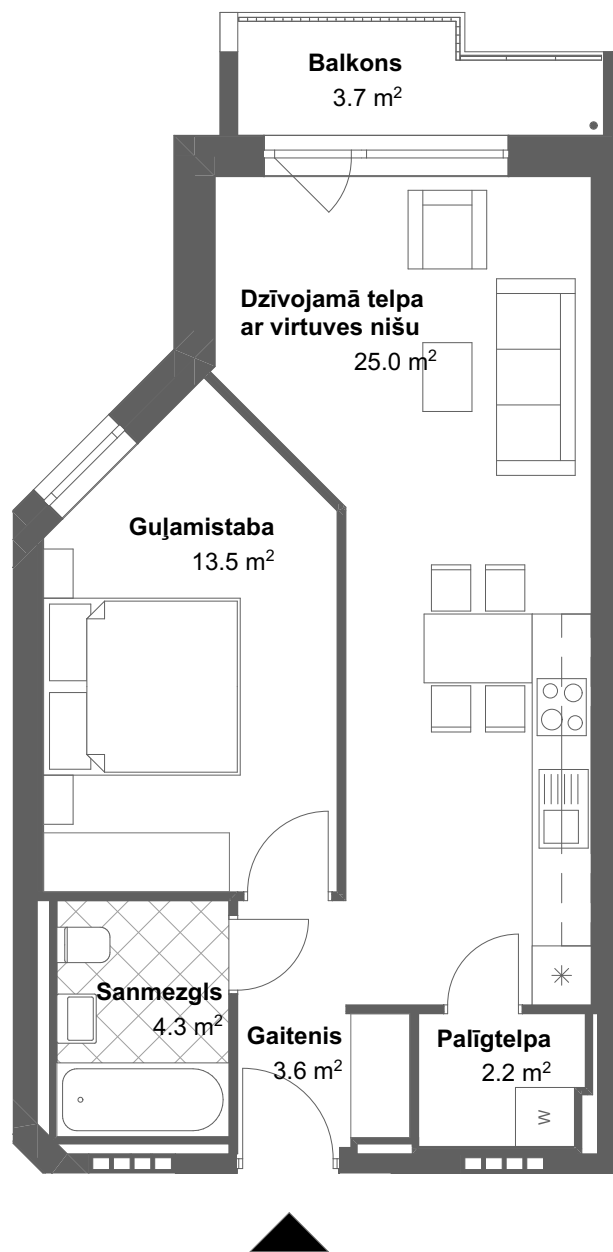 Balkons
3.7 m²
Dzīvojamā telpa
ar virtuves nišu
25.0 m²
Guļamistaba
13.5 m²
Sanmezgls
4.3 m²
Gaitenis
3.6 m²
Palīgtelpa
2.2 m²
W